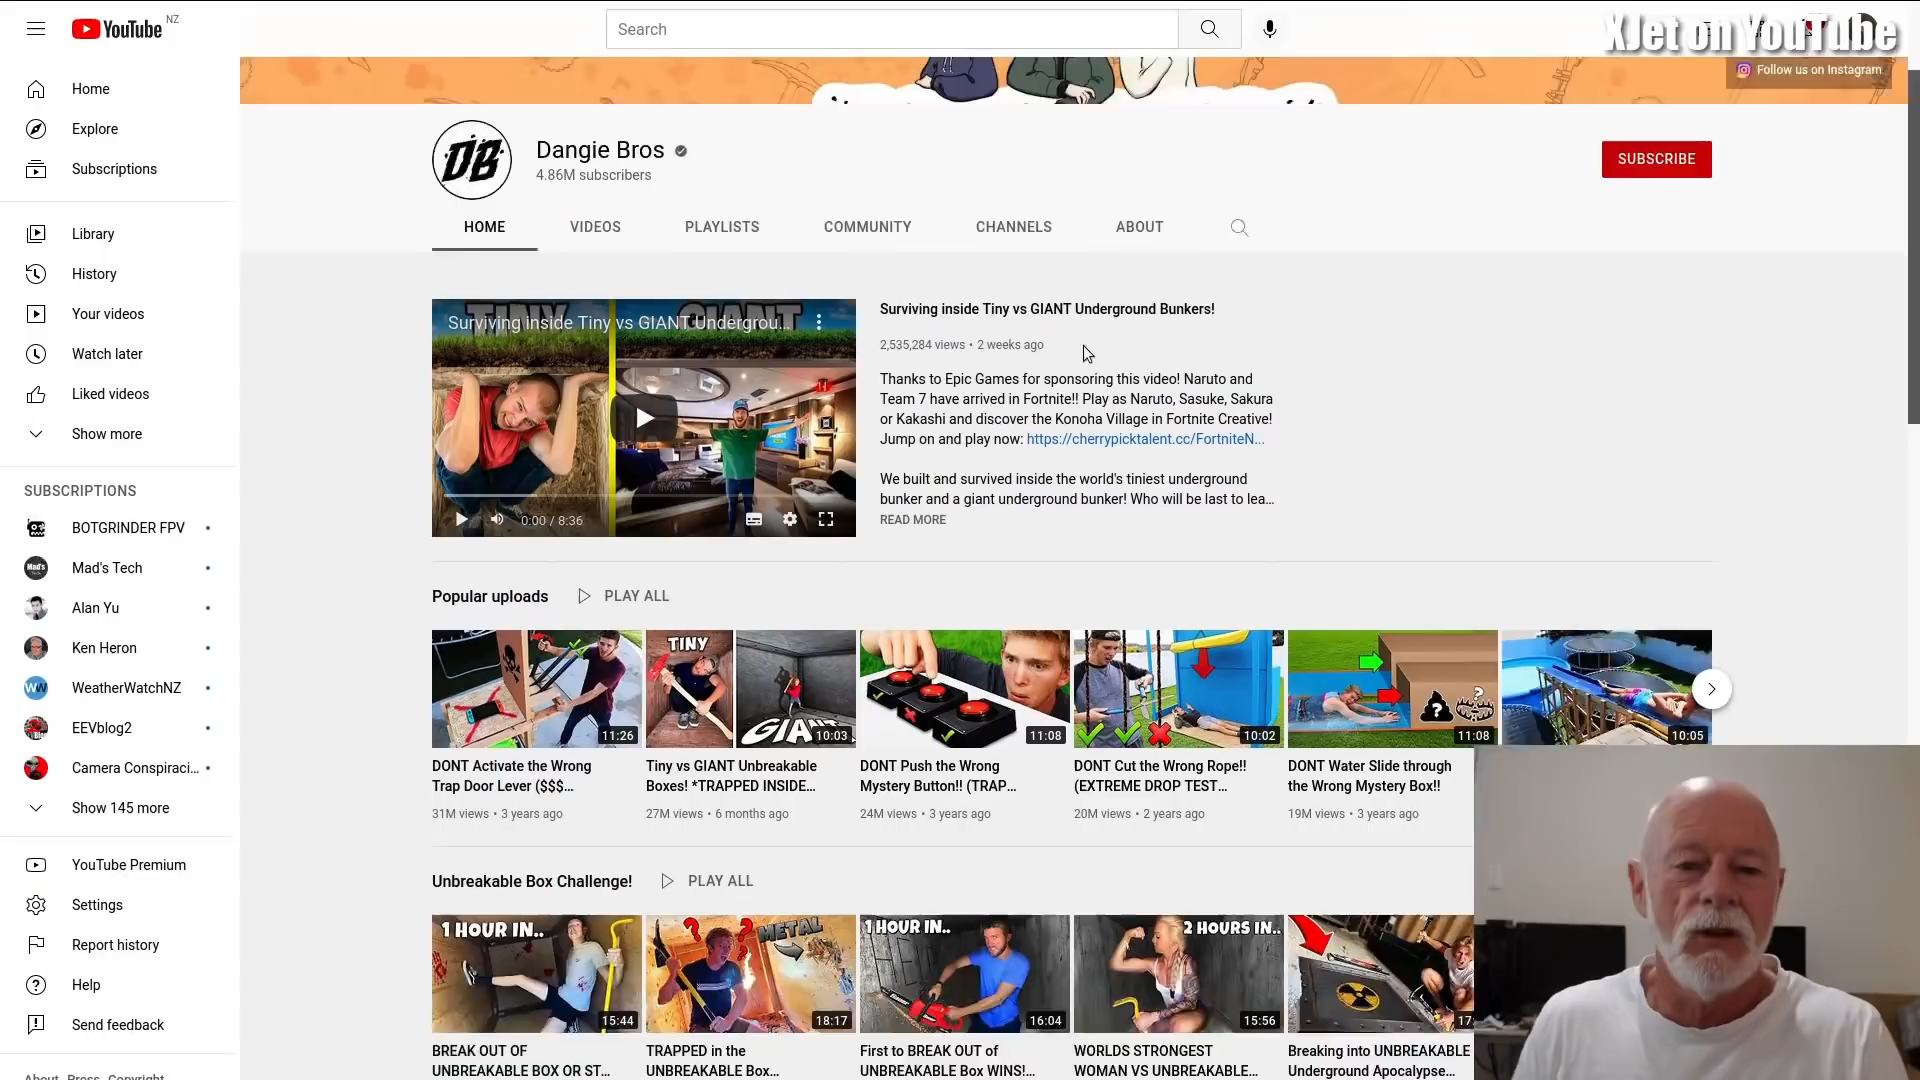 YouTube NZ
Search
XJet on YouTube
Follow us on Instagram
Home
Explore
Subscriptions
Library
History
Your videos
Watch later
Liked videos
Show more
SUBSCRIPTIONS
BOTGRINDER FPV
Mad's Tech
Alan Yu
Ken Heron
WeatherWatchNZ
EEVblog2
Camera Conspiraci...
Show 145 more
YouTube Premium
Settings
Report history
Help
Send feedback
About Press Copyright
DB
Dangie Bros
4.86M subscribers
SUBSCRIBE
HOME VIDEOS PLAYLISTS COMMUNITY CHANNELS ABOUT
TINY GIANT
Surviving inside Tiny vs GIANT Undergrou...
0:00 / 8:36
Surviving inside Tiny vs GIANT Underground Bunkers!
2,535,284 views • 2 weeks ago
Thanks to Epic Games for sponsoring this video! Naruto and
Team 7 have arrived in Fortnite!! Play as Naruto, Sasuke, Sakura
or Kakashi and discover the Konoha Village in Fortnite Creative!
Jump on and play now: https://cherrypicktalent.cc/FortniteN...
We built and survived inside the world's tiniest underground
bunker and a giant underground bunker! Who will be last to lea...
READ MORE
Popular uploads PLAY ALL
11:26
DONT Activate the Wrong
Trap Door Lever ($$$...
31M views • 3 years ago
TINY
GIANT
10:03
Tiny vs GIANT Unbreakable
Boxes! *TRAPPED INSIDE...
27M views • 6 months ago
11:08
DONT Push the Wrong
Mystery Button!! (TRAP...
24M views • 3 years ago
10:02
DONT Cut the Wrong Rope!!
(EXTREME DROP TEST...
20M views • 2 years ago
? ?
11:08
DONT Water Slide through
the Wrong Mystery Box!!
19M views • 3 years ago
10:05
Unbreakable Box Challenge! PLAY ALL
1 HOUR IN..
15:44
BREAK OUT OF
UNBREAKABLE BOX OR ST...
? ? METAL
18:17
TRAPPED in the
UNBREAKABLE Box...
1 HOUR IN..
16:04
First to BREAK OUT of
UNBREAKABLE Box WINS!...
2 HOURS IN..
15:56
WORLDS STRONGEST
WOMAN VS UNBREAKABLE...
17:
Breaking into UNBREAKABLE
Underground Apocalypse...